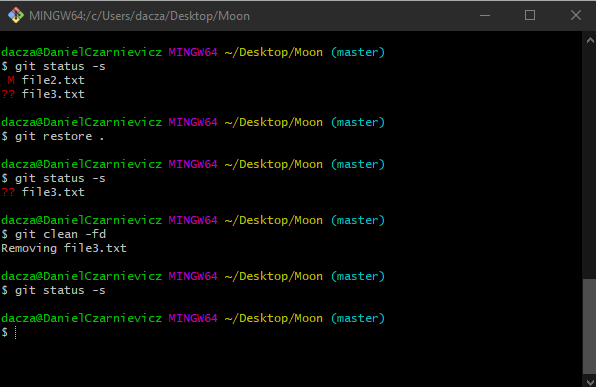 MINGW64:/c/Users/dacza/Desktop/Moon
dacza@DanielCzarnievicz MINGW64 ~/Desktop/Moon (master)
$ git status -s
 M file2.txt
?? file3.txt
dacza@DanielCzarnievicz MINGW64 ~/Desktop/Moon (master)
$ git restore .
dacza@DanielCzarnievicz MINGW64 ~/Desktop/Moon (master)
$ git status -s
?? file3.txt
dacza@DanielCzarnievicz MINGW64 ~/Desktop/Moon (master)
$ git clean -fd
Removing file3.txt
dacza@DanielCzarnievicz MINGW64 ~/Desktop/Moon (master)
$ git status -s
dacza@DanielCzarnievicz MINGW64 ~/Desktop/Moon (master)
$